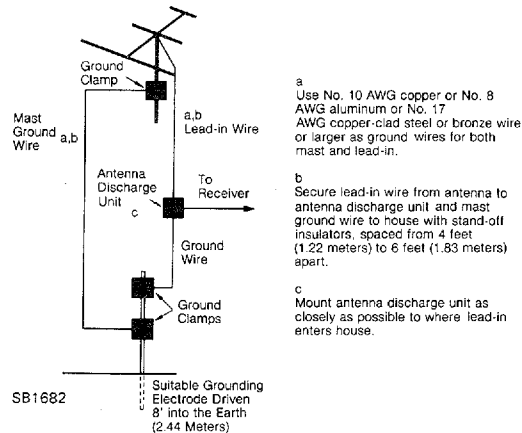 Ground
Clamp
Mast
Ground
Wire
a,b
a,b
Lead-in Wire
Antenna
Discharge
Unit
c
To
Receiver
Ground
Wire
Ground
Clamps
SB1682
Suitable Grounding
Electrode Driven
8' into the Earth
(2.44 Meters)
a
Use No. 10 AWG copper or No. 8
AWG aluminum or No. 17
AWG copper-clad steel or bronze wire
or larger as ground wires for both
mast and lead-in.
b
Secure lead-in wire from antenna to
antenna discharge unit and mast
ground wire to house with stand-off
insulators, spaced from 4 feet
(1.22 meters) to 6 feet (1.83 meters)
apart.
c
Mount antenna discharge unit as
closely as possible to where lead-in
enters house.